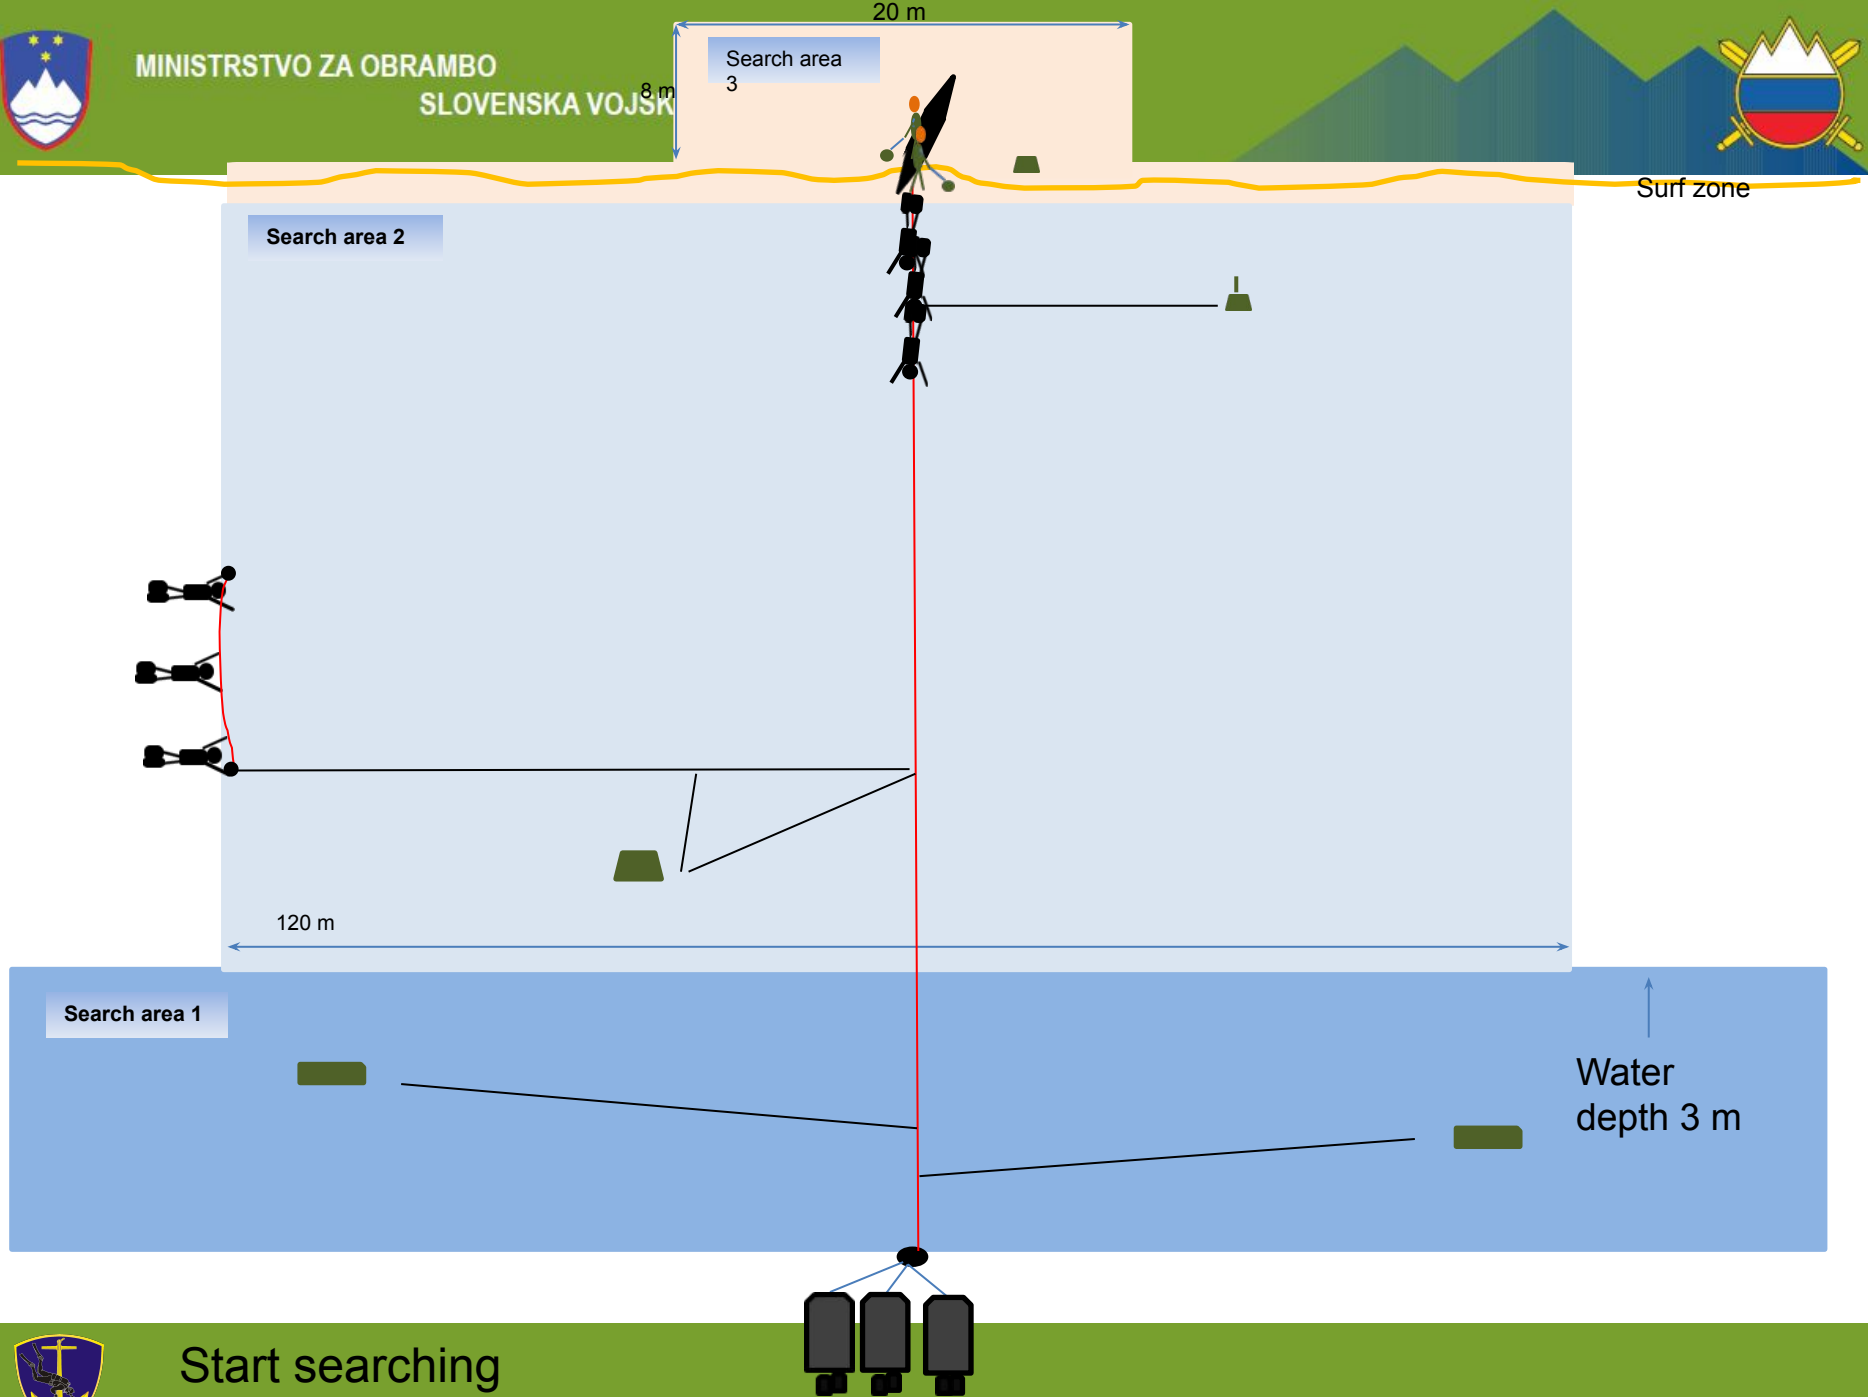 20 m
MINISTRSTVO ZA OBRAMBO
SLOVENSKA VOJSK
8 m
Search area
3
Surf zone
Search area 2
120 m
Search area 1
Water
depth 3 m
Start searching